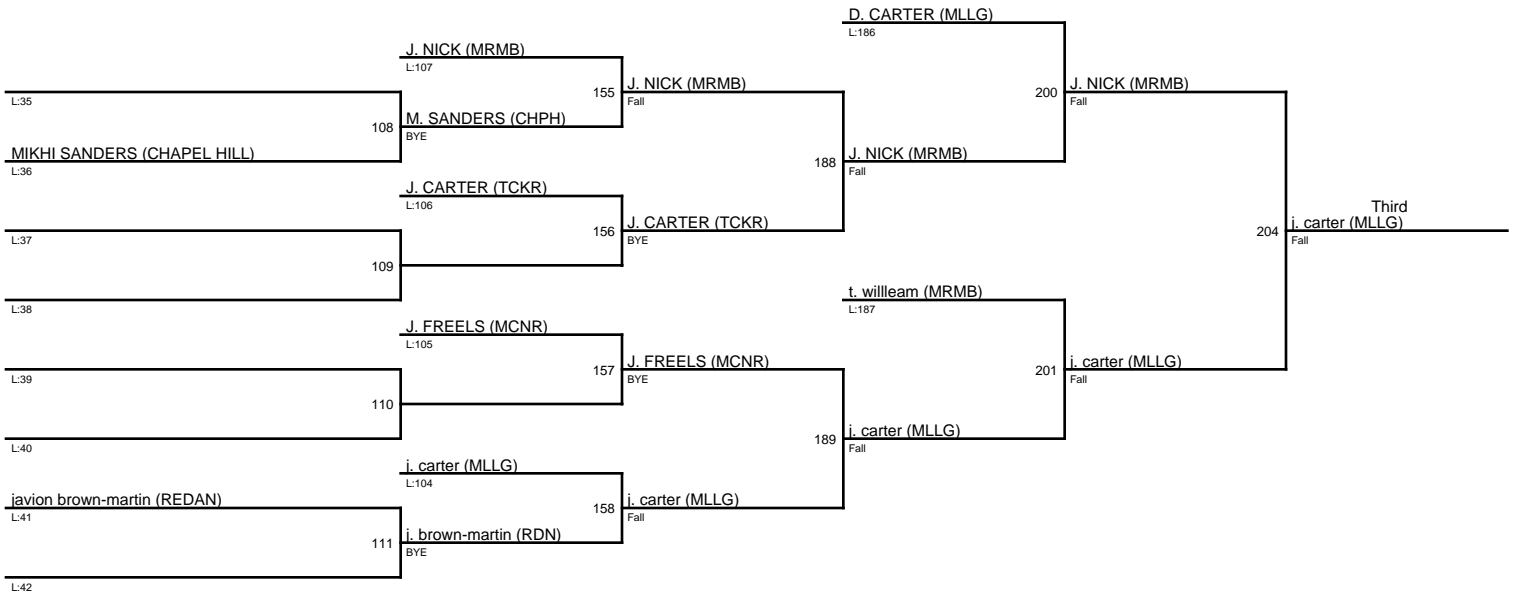 D. CARTER (MLLG)
L:186
J. NICK (MRMB)
L:107
155
J. NICK (MRMB)
Fall
200
J. NICK (MRMB)
Fall
L:35
108
M. SANDERS (CHPH)
BYE
MIKHI SANDERS (CHAPEL HILL)
L:36
188
J. NICK (MRMB)
Fall
J. CARTER (TCKR)
L:106
156
J. CARTER (TCKR)
BYE
Third
204
j. carter (MLLG)
Fall
L:37
109
L:38
t. willleam (MRMB)
L:187
J. FREELS (MCNR)
L:105
157
J. FREELS (MCNR)
BYE
201
j. carter (MLLG)
Fall
L:39
110
L:40
189
j. carter (MLLG)
Fall
j. carter (MLLG)
L:104
158
j. carter (MLLG)
Fall
javion brown-martin (REDAN)
L:41
111
j. brown-martin (RDN)
BYE
L:42